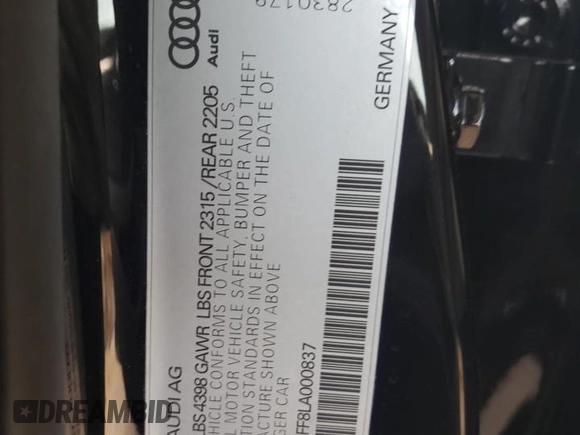 AUDI AG
LBS 4398 GAWR LBS FRONT 2315/REAR 2205
HICLE CONFORMS TO ALL APPLICABLE U.S.
L MOTOR VEHICLE SAFETY, BUMPER AND THEFT
TION STANDARDS IN EFFECT ON THE DATE OF
ACTURE SHOWN ABOVE
GER CAR
FF8LA000837
GERMANY
Audi
DREAMBID